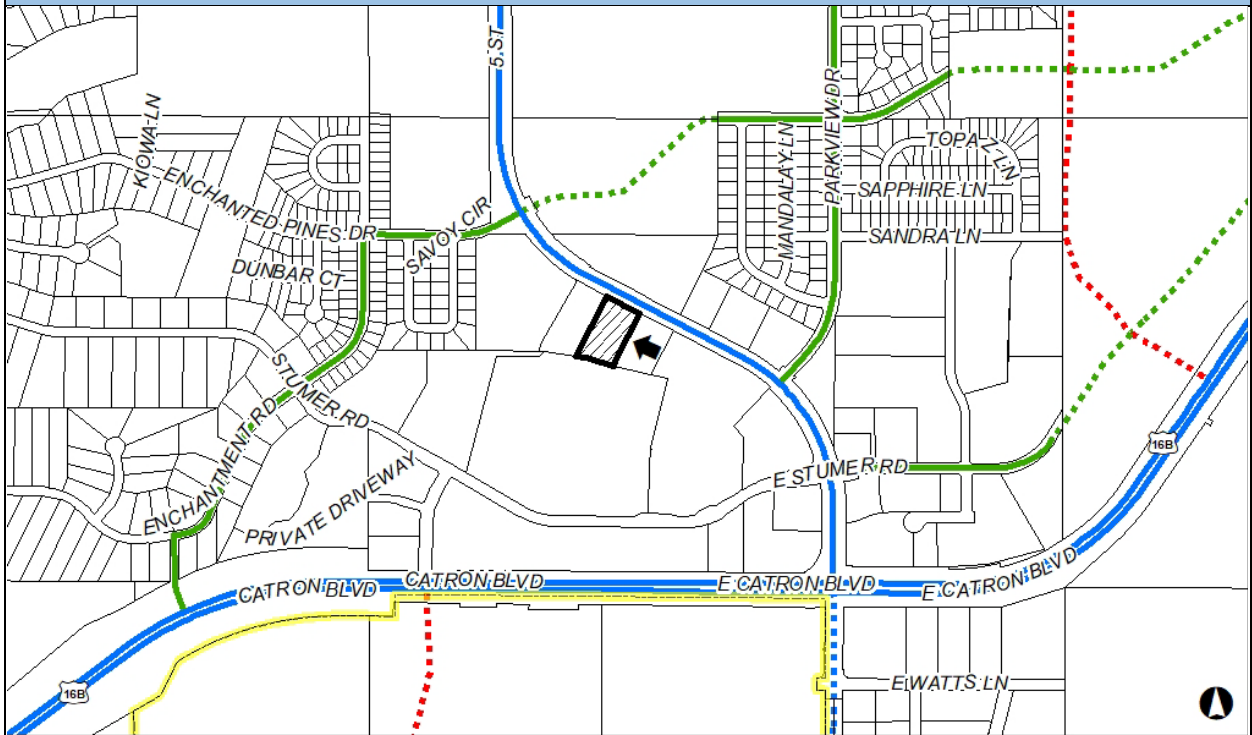 5 ST
KIOWA LN
ENCHANTED PINES DR
SAVOY CIR
DUNBAR CT
MANDALAY LN
PARKVIEW DR
TOPAZ LN
SAPPHIRE LN
SANDRA LN
STUMER RD
ENCHANTMENT RD
PRIVATE DRIVEWAY
E STUMER RD
16B
CATRON BLVD
CATRON BLVD
E CATRON BLVD
E CATRON BLVD
16B
E WATTS LN